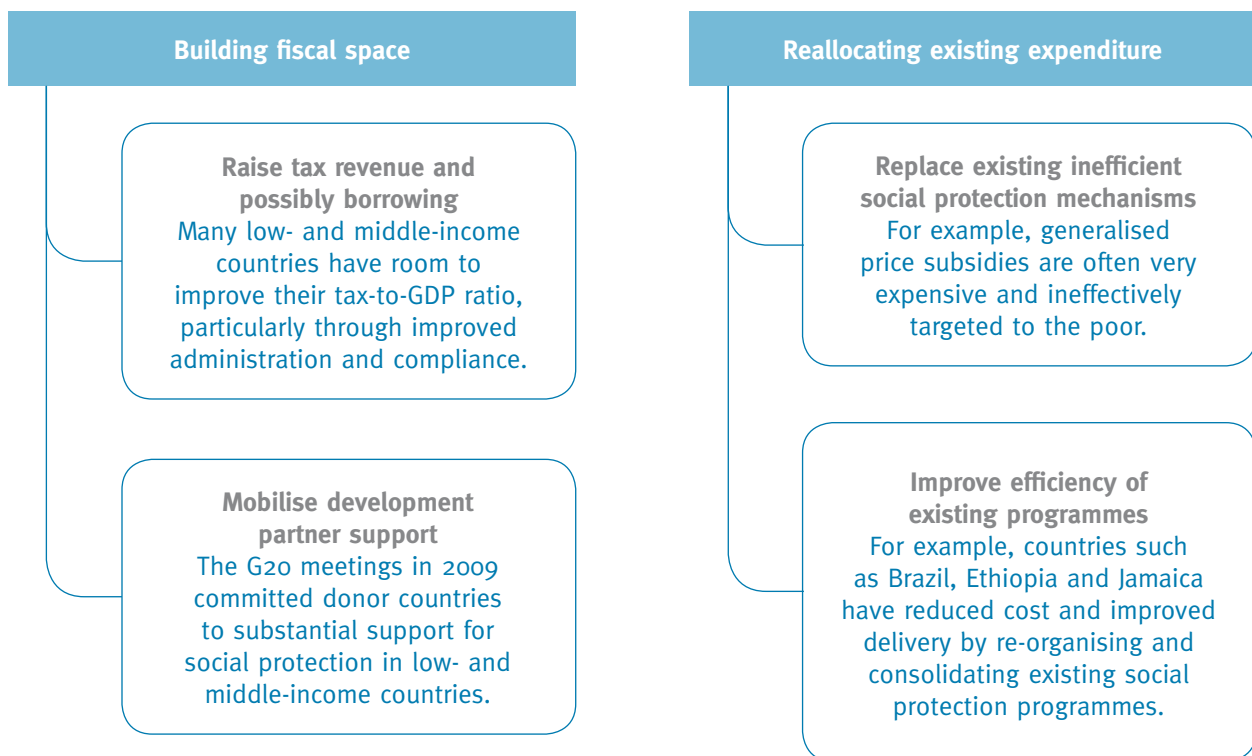 Building fiscal space
Raise tax revenue and
possibly borrowing
Many low- and middle-income
countries have room to
improve their tax-to-GDP ratio,
particularly through improved
administration and compliance.
Mobilise development
partner support
The G20 meetings in 2009
committed donor countries
to substantial support for
social protection in low- and
middle-income countries.
Reallocating existing expenditure
Replace existing inefficient
social protection mechanisms
For example, generalised
price subsidies are often very
expensive and ineffectively
targeted to the poor.
Improve efficiency of
existing programmes
For example, countries such
as Brazil, Ethiopia and Jamaica
have reduced cost and improved
delivery by re-organising and
consolidating existing social
protection programmes.